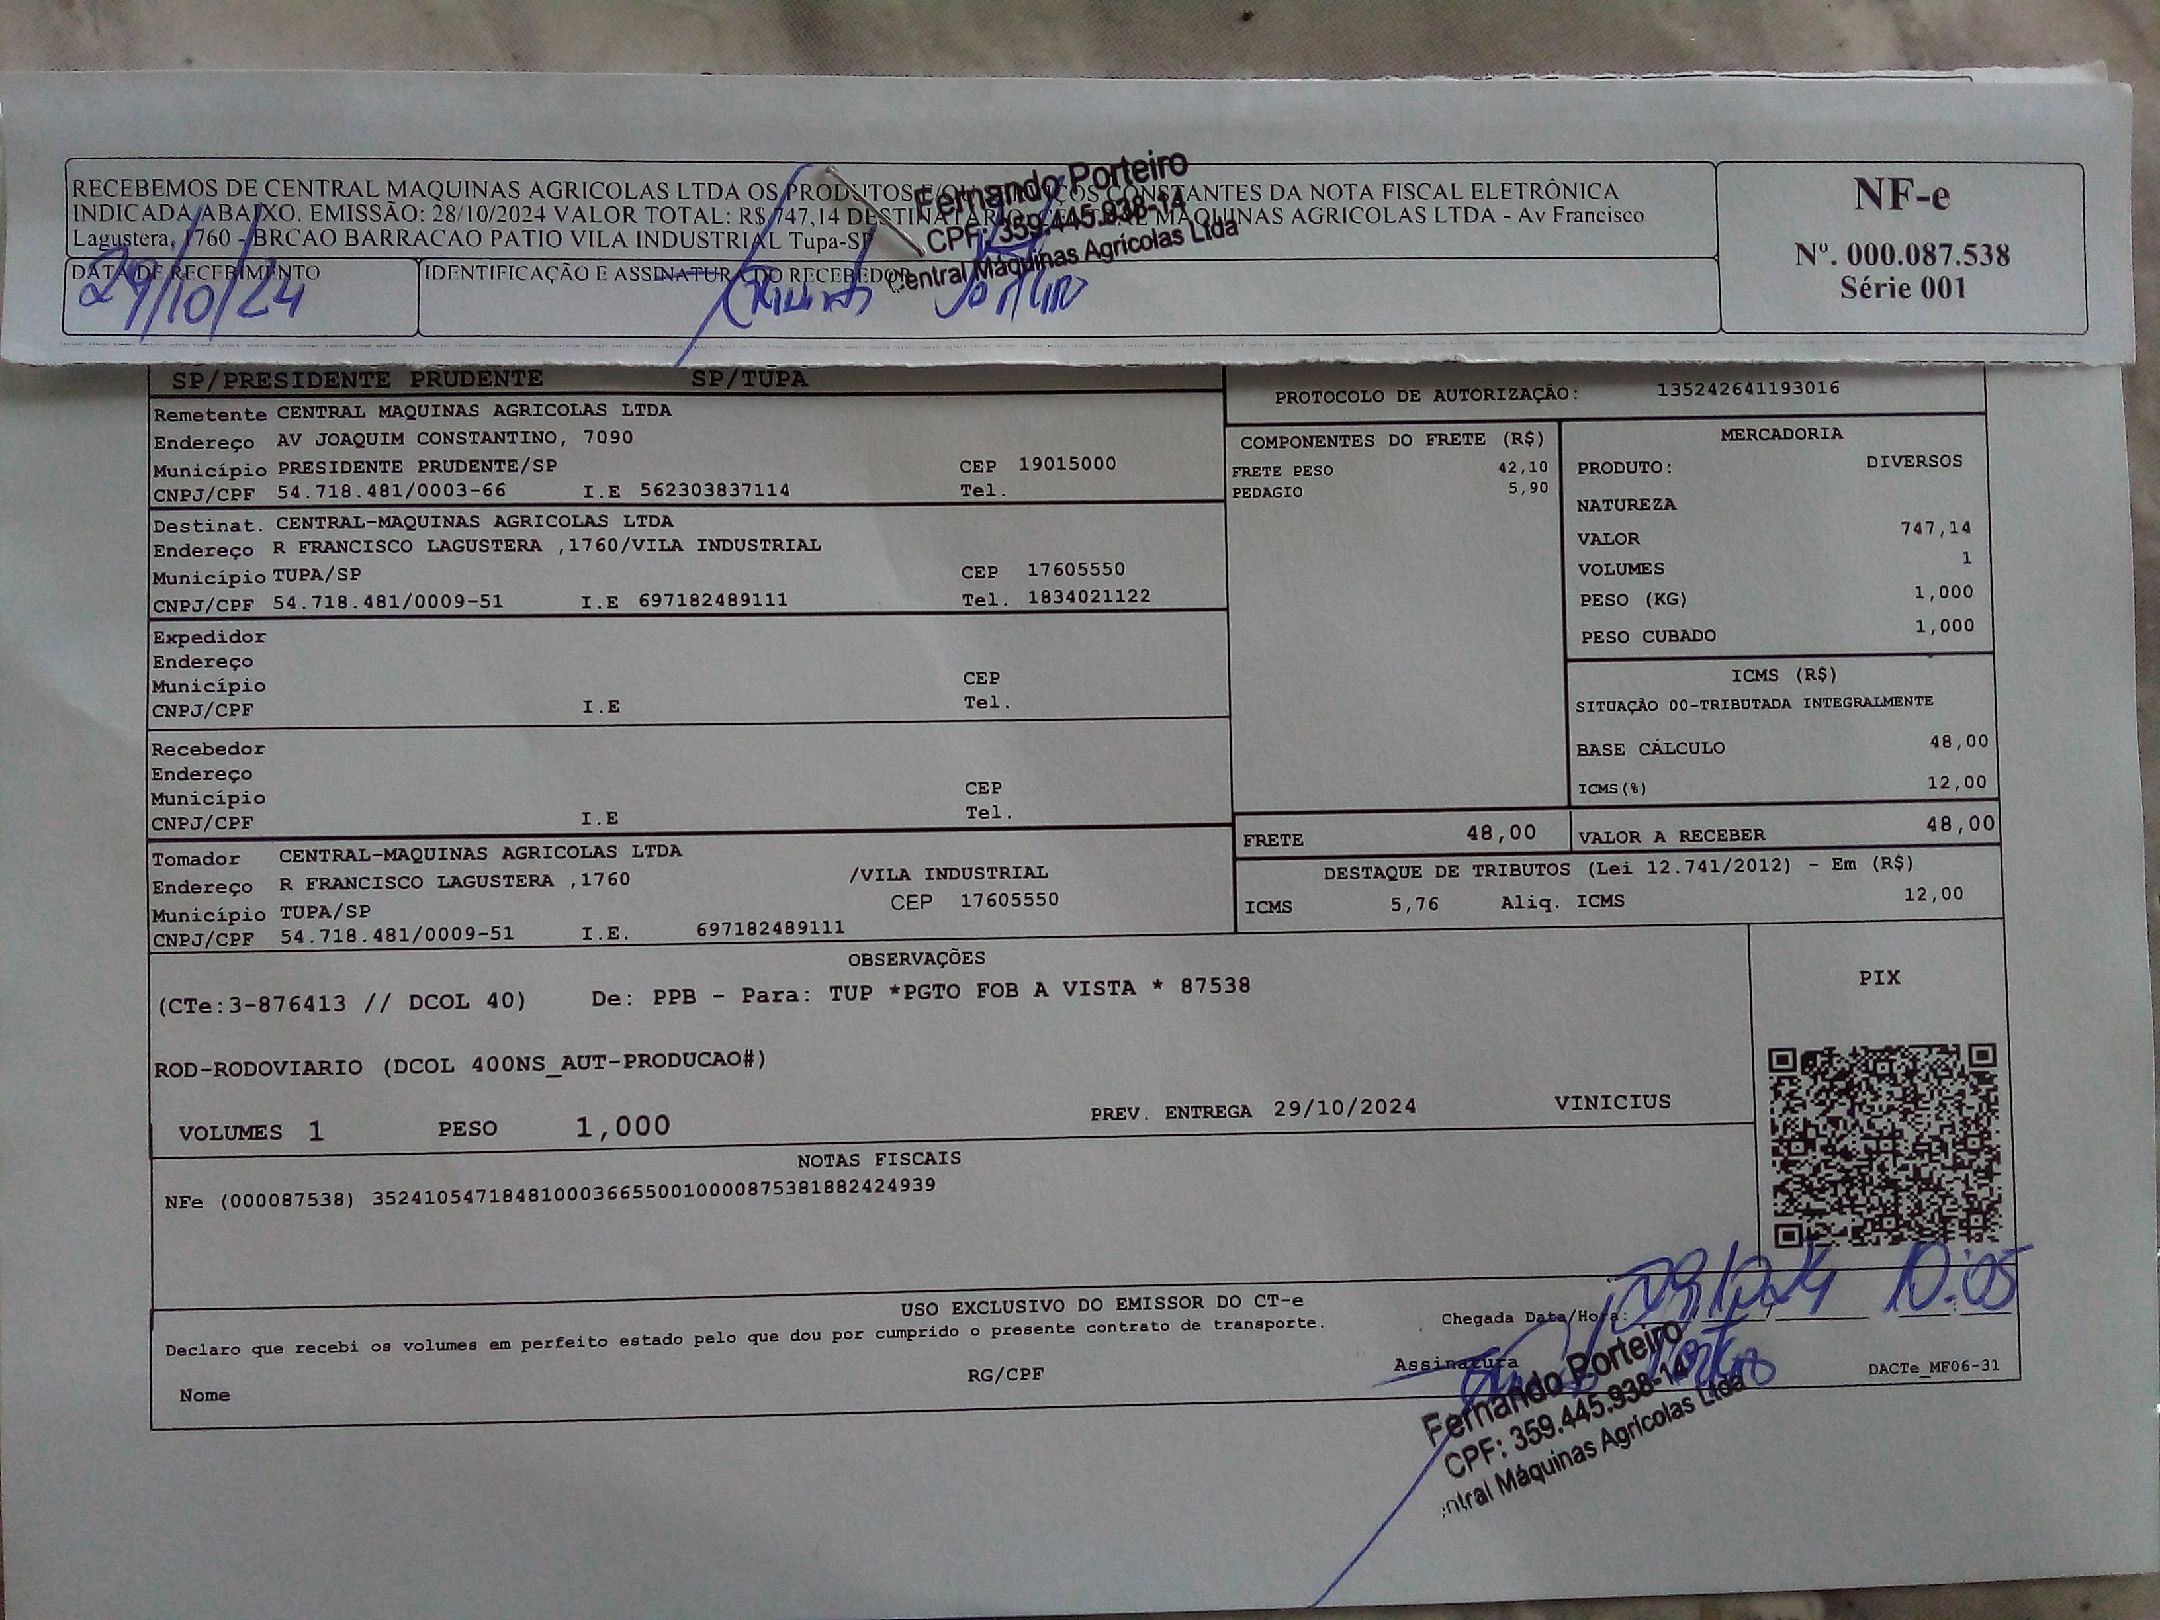 RECEBEMOS DE CENTRAL MAQUINAS AGRICOLAS LTDA OS PRODUTOS E/OU SERVIÇOS CONSTANTES DA NOTA FISCAL ELETRÔNICA
INDICADA ABAIXO. EMISSÃO: 28/10/2024 VALOR TOTAL: R$ 747,14 DESTINATÁRIO: CENTRAL MAQUINAS AGRICOLAS LTDA - Av Francisco
Lagustera, 1760 - BRCAO BARRACAO PATIO VILA INDUSTRIAL Tupa-SP
Fernando Porteiro
CPF: 359.445.938-14
Central Máquinas Agrícolas Ltda
DATA DE RECEBIMENTO
29/10/24
IDENTIFICAÇÃO E ASSINATURA DO RECEBEDOR
NF-e
Nº. 000.087.538
Série 001
SP/PRESIDENTE PRUDENTE SP/TUPA
PROTOCOLO DE AUTORIZAÇÃO: 135242641193016
Remetente CENTRAL MAQUINAS AGRICOLAS LTDA
Endereço AV JOAQUIM CONSTANTINO, 7090
Município PRESIDENTE PRUDENTE/SP CEP 19015000
CNPJ/CPF 54.718.481/0003-66 I.E 562303837114 Tel.
Destinat. CENTRAL-MAQUINAS AGRICOLAS LTDA
Endereço R FRANCISCO LAGUSTERA ,1760/VILA INDUSTRIAL
Município TUPA/SP CEP 17605550
CNPJ/CPF 54.718.481/0009-51 I.E 697182489111 Tel. 1834021122
Expedidor
Endereço
Município CEP
CNPJ/CPF I.E Tel.
Recebedor
Endereço
Município CEP
CNPJ/CPF I.E Tel.
Tomador CENTRAL-MAQUINAS AGRICOLAS LTDA
Endereço R FRANCISCO LAGUSTERA ,1760 /VILA INDUSTRIAL
Município TUPA/SP CEP 17605550
CNPJ/CPF 54.718.481/0009-51 I.E. 697182489111
COMPONENTES DO FRETE (R$)
FRETE PESO 42,10
PEDAGIO 5,90
MERCADORIA
PRODUTO: DIVERSOS
NATUREZA
VALOR 747,14
VOLUMES 1
PESO (KG) 1,000
PESO CUBADO 1,000
ICMS (R$)
SITUAÇÃO 00-TRIBUTADA INTEGRALMENTE
BASE CÁLCULO 48,00
ICMS(%) 12,00
FRETE 48,00 VALOR A RECEBER 48,00
DESTAQUE DE TRIBUTOS (Lei 12.741/2012) - Em (R$)
ICMS 5,76 Aliq. ICMS 12,00
OBSERVAÇÕES
(CTe:3-876413 // DCOL 40) De: PPB - Para: TUP *PGTO FOB A VISTA * 87538
ROD-RODOVIARIO (DCOL 400NS_AUT-PRODUCAO#)
VOLUMES 1 PESO 1,000 PREV. ENTREGA 29/10/2024 VINICIUS
PIX
NOTAS FISCAIS
NFe (000087538) 35241054718481000366550010000875381882424939
USO EXCLUSIVO DO EMISSOR DO CT-e
Declaro que recebi os volumes em perfeito estado pelo que dou por cumprido o presente contrato de transporte.
Chegada Data/Hora: 10:05
Nome RG/CPF Assinatura DACTe_MF06-31
Fernando Porteiro
CPF: 359.445.938-14
ntral Máquinas Agrícolas Ltda